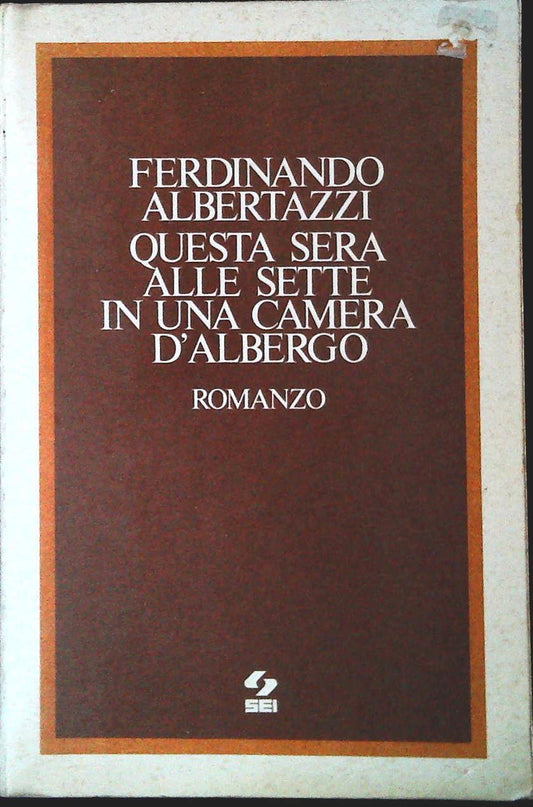 FERDINANDO
ALBERTAZZI
QUESTA SERA
ALLE SETTE
IN UNA CAMERA
D'ALBERGO
ROMANZO
SEI